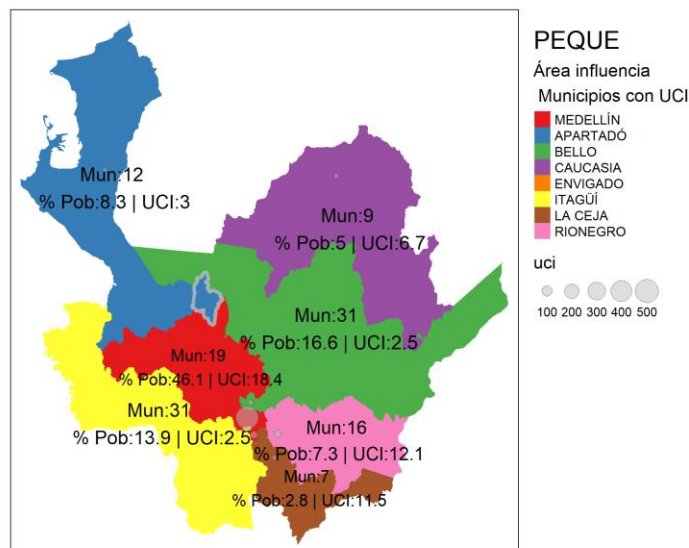 PEQUE
Área influencia
Municipios con UCI
MEDELLÍN
APARTADÓ
BELLO
CAUCASIA
ENVIGADO
ITAGÜÍ
LA CEJA
RIONEGRO
uci
100 200 300 400 500
Mun:12
% Pob:8.3 | UCI:3
Mun:9
% Pob:5 | UCI:6.7
Mun:31
% Pob:16.6 | UCI:2.5
Mun:19
% Pob:46.1 | UCI:18.4
Mun:31
% Pob:13.9 | UCI:2.5
Mun:16
% Pob:7.3 | UCI:12.1
Mun:7
% Pob:2.8 | UCI:11.5